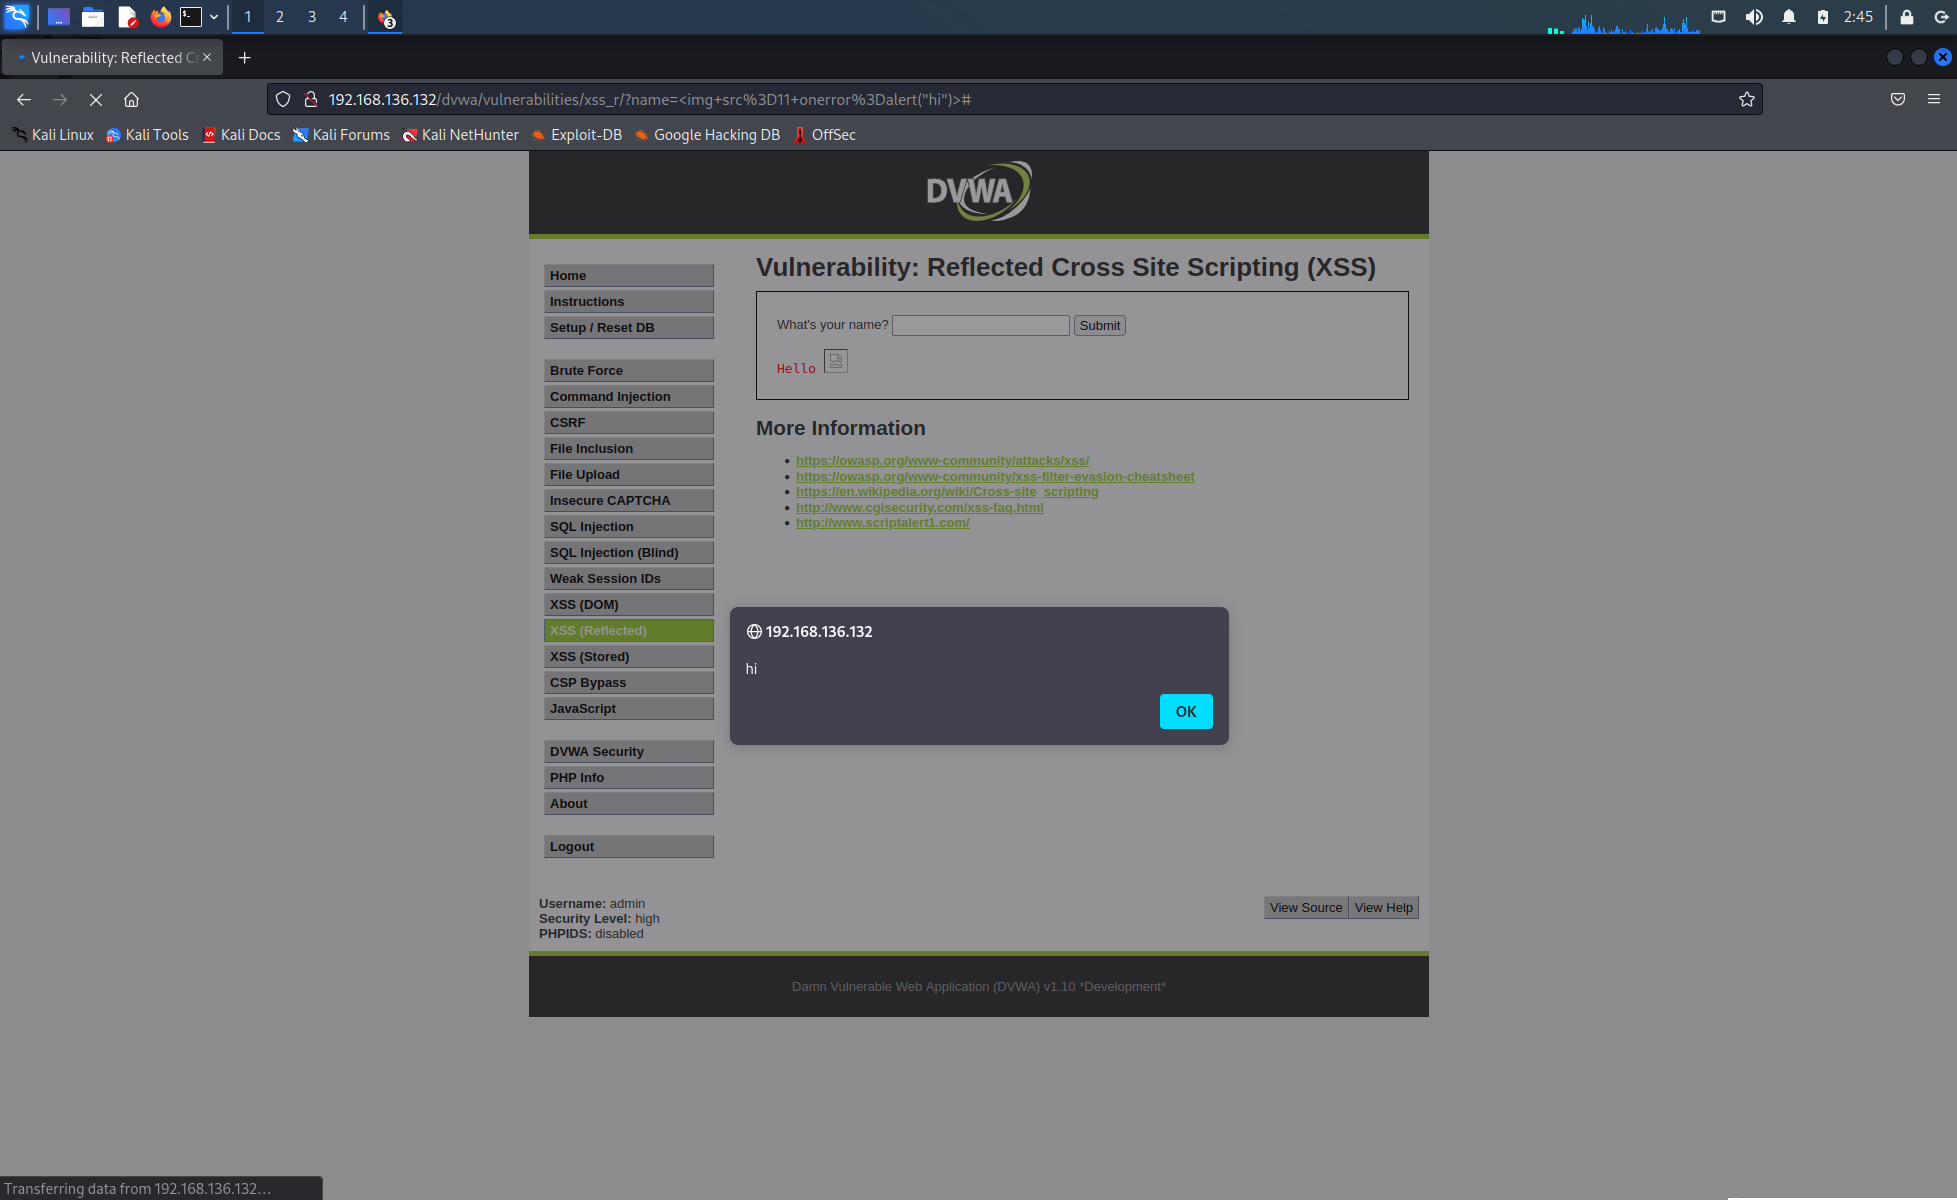 1 2 3 4 3 2:45
Vulnerability: Reflected Cr
192.168.136.132/dvwa/vulnerabilities/xss_r/?name=<img+src%3D11+onerror%3Dalert("hi")>#
Kali Linux Kali Tools Kali Docs Kali Forums Kali NetHunter Exploit-DB Google Hacking DB OffSec
DVWA
Home
Instructions
Setup / Reset DB
Brute Force
Command Injection
CSRF
File Inclusion
File Upload
Insecure CAPTCHA
SQL Injection
SQL Injection (Blind)
Weak Session IDs
XSS (DOM)
XSS (Reflected)
XSS (Stored)
CSP Bypass
JavaScript
DVWA Security
PHP Info
About
Logout
Vulnerability: Reflected Cross Site Scripting (XSS)
What's your name? Submit
Hello
More Information
https://owasp.org/www-community/attacks/xss/
https://owasp.org/www-community/xss-filter-evasion-cheatsheet
https://en.wikipedia.org/wiki/Cross-site_scripting
http://www.cgisecurity.com/xss-faq.html
http://www.scriptalert1.com/
192.168.136.132
hi
OK
Username: admin
Security Level: high
PHPIDS: disabled
View Source View Help
Damn Vulnerable Web Application (DVWA) v1.10 *Development*
Transferring data from 192.168.136.132...